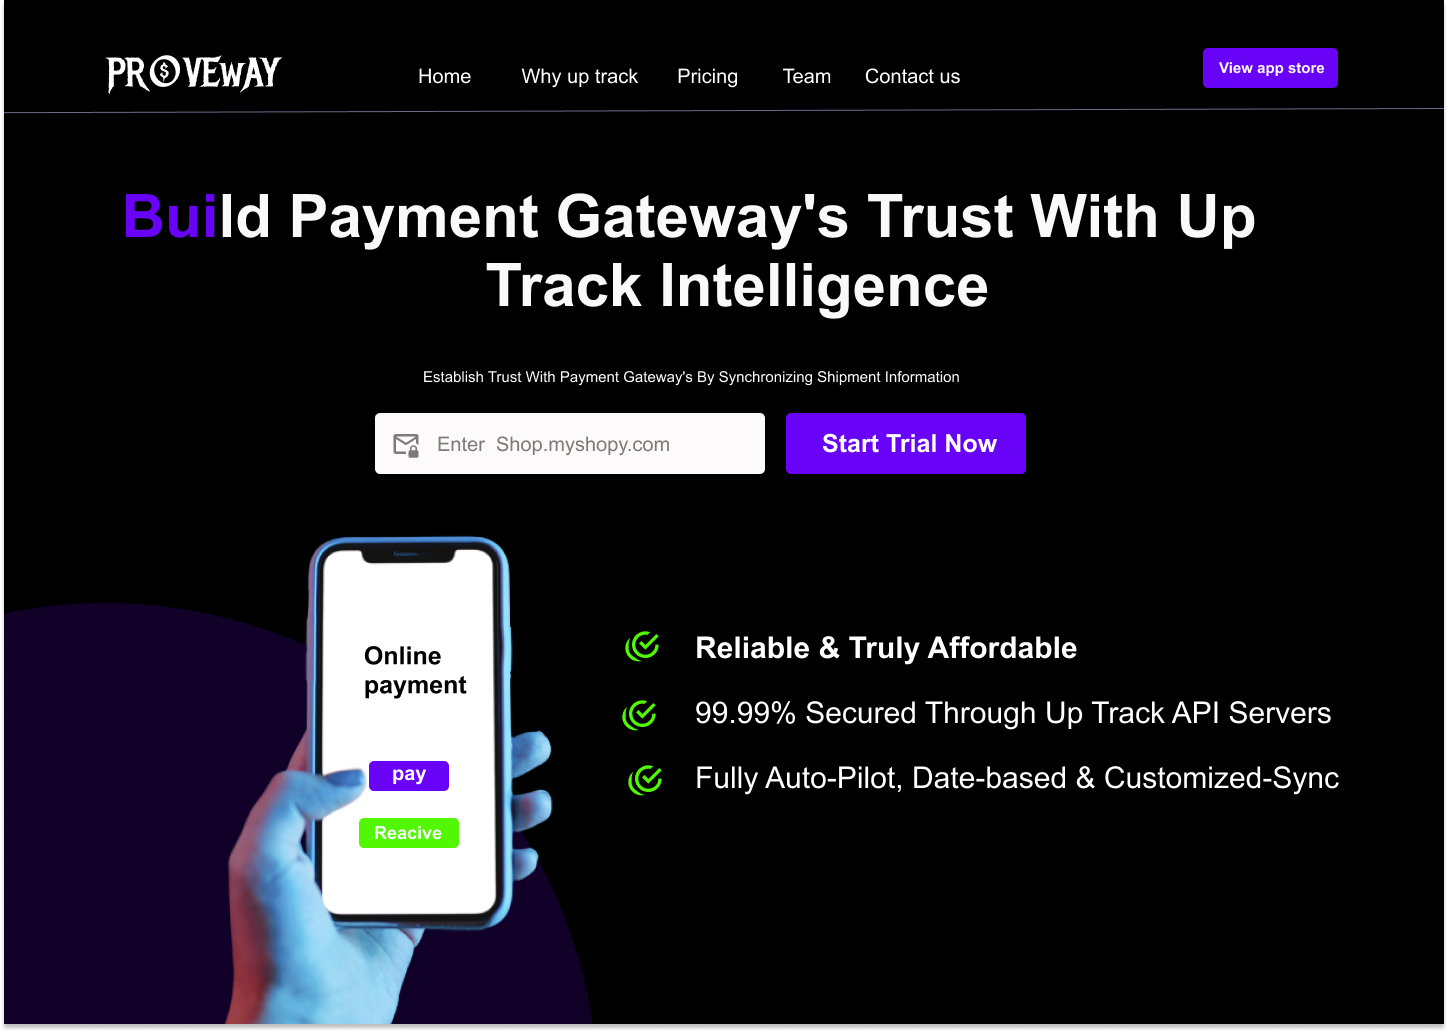 PROVEWAY
Home Why up track Pricing Team Contact us
View app store
Build Payment Gateway's Trust With Up
Track Intelligence
Establish Trust With Payment Gateway's By Synchronizing Shipment Information
Enter Shop.myshopy.com
Start Trial Now
Online
payment
pay
Reacive
Reliable & Truly Affordable
99.99% Secured Through Up Track API Servers
Fully Auto-Pilot, Date-based & Customized-Sync